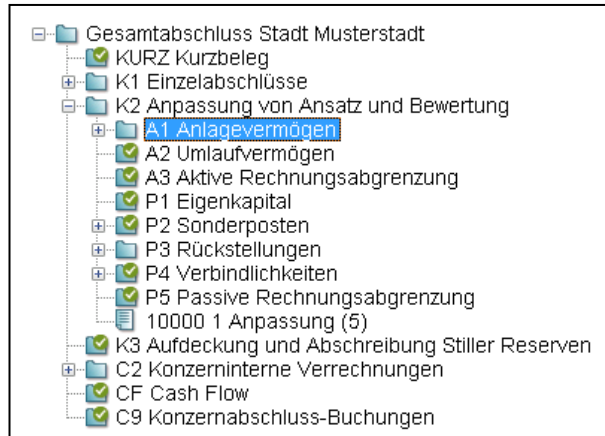 Gesamtabschluss Stadt Musterstadt
KURZ Kurzbeleg
K1 Einzelabschlüsse
K2 Anpassung von Ansatz und Bewertung
A1 Anlagevermögen
A2 Umlaufvermögen
A3 Aktive Rechnungsabgrenzung
P1 Eigenkapital
P2 Sonderposten
P3 Rückstellungen
P4 Verbindlichkeiten
P5 Passive Rechnungsabgrenzung
10000 1 Anpassung (5)
K3 Aufdeckung und Abschreibung Stiller Reserven
C2 Konzerninterne Verrechnungen
CF Cash Flow
C9 Konzernabschluss-Buchungen